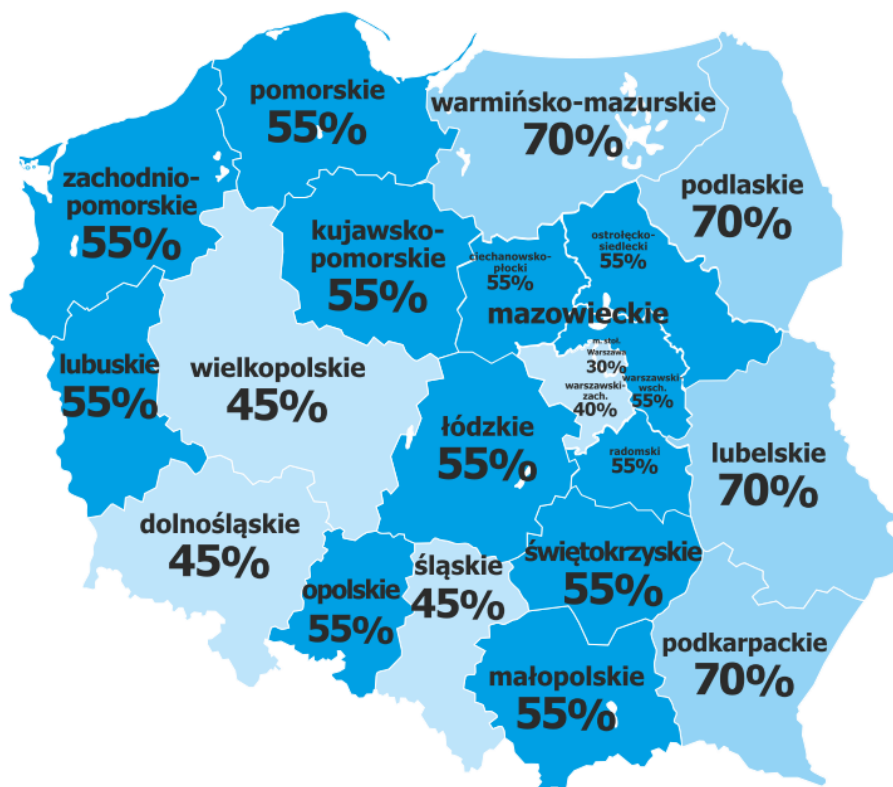 pomorskie
55%
warmińsko-mazurskie
70%
zachodnio-
pomorskie
55%
podlaskie
70%
kujawsko-
pomorskie
55%
ciechanowsko-
płocki
55%
ostrołęcko-
siedlecki
55%
mazowieckie
m. stoł.
Warszawa
30%
warszawski-
zach.
40%
warszawski-
wsch.
55%
lubuskie
55%
wielkopolskie
45%
łódzkie
55%
radomski
55%
lubelskie
70%
dolnośląskie
45%
opolskie
55%
śląskie
45%
świętokrzyskie
55%
małopolskie
55%
podkarpackie
70%